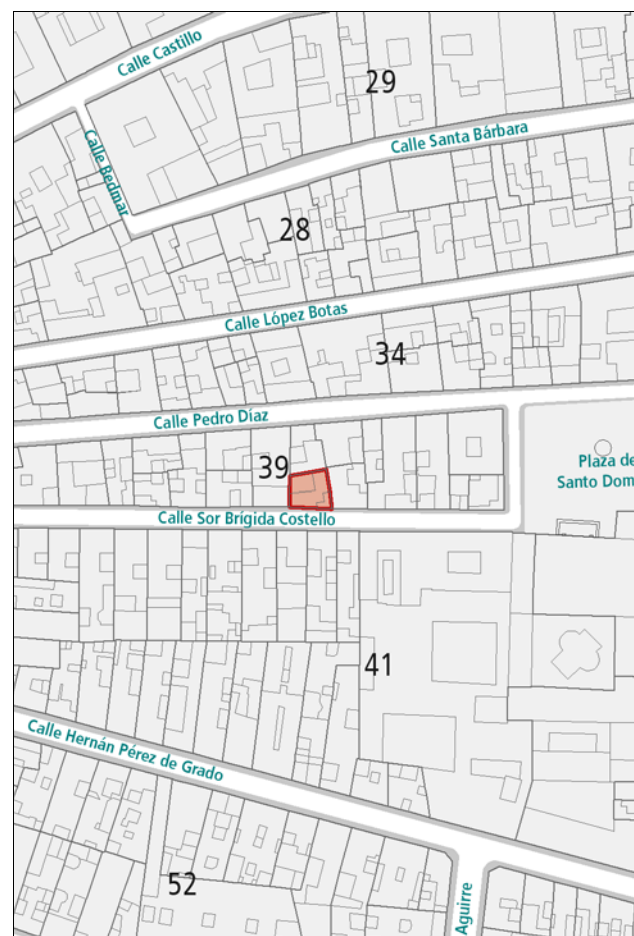 Calle Castillo
29
Calle Santa Bárbara
Calle Bedmar
28
Calle López Botas
34
Calle Pedro Díaz
39
Plaza de
Santo Dom
Calle Sor Brígida Costello
41
Calle Hernán Pérez de Grado
52
Aguirre